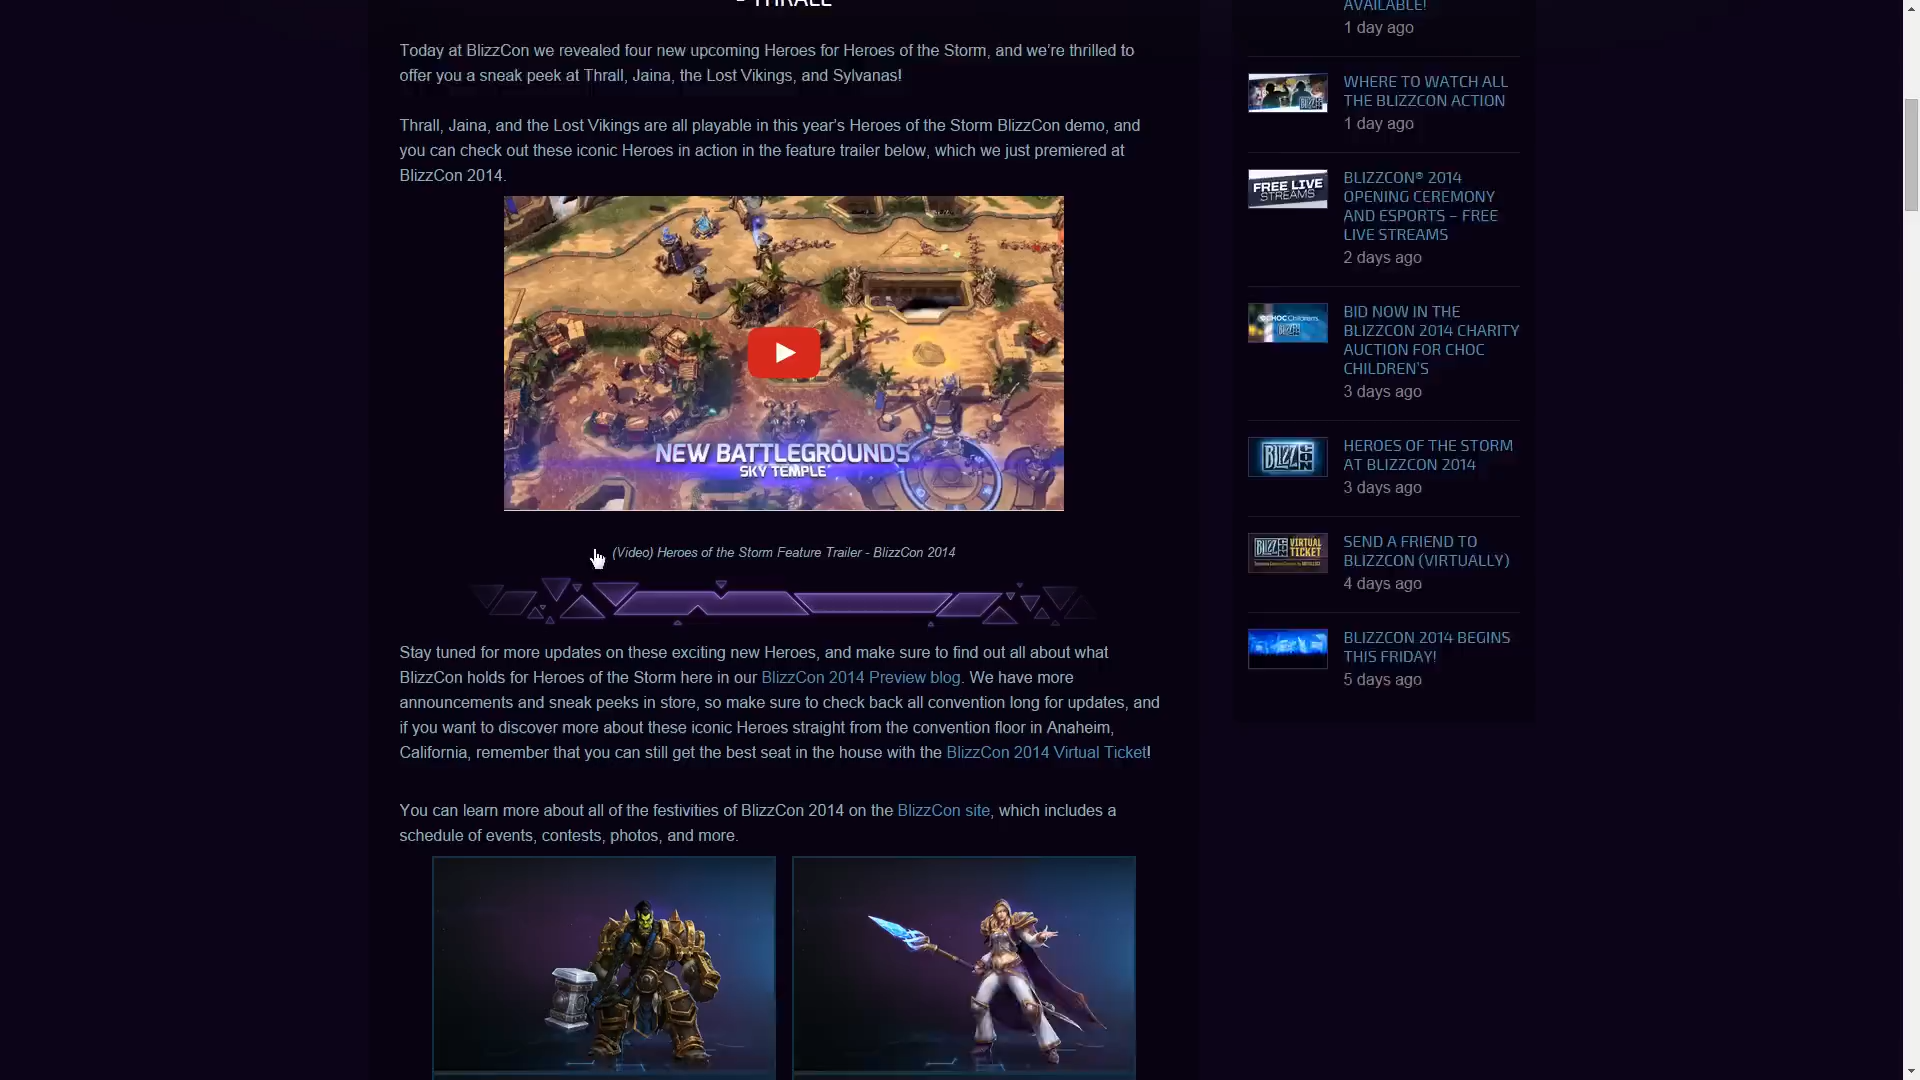 - THRALL
Today at BlizzCon we revealed four new upcoming Heroes for Heroes of the Storm, and we're thrilled to
offer you a sneak peek at Thrall, Jaina, the Lost Vikings, and Sylvanas!
Thrall, Jaina, and the Lost Vikings are all playable in this year's Heroes of the Storm BlizzCon demo, and
you can check out these iconic Heroes in action in the feature trailer below, which we just premiered at
BlizzCon 2014.
NEW BATTLEGROUNDS
SKY TEMPLE
(Video) Heroes of the Storm Feature Trailer - BlizzCon 2014
Stay tuned for more updates on these exciting new Heroes, and make sure to find out all about what
BlizzCon holds for Heroes of the Storm here in our BlizzCon 2014 Preview blog. We have more
announcements and sneak peeks in store, so make sure to check back all convention long for updates, and
if you want to discover more about these iconic Heroes straight from the convention floor in Anaheim,
California, remember that you can still get the best seat in the house with the BlizzCon 2014 Virtual Ticket!
You can learn more about all of the festivities of BlizzCon 2014 on the BlizzCon site, which includes a
schedule of events, contests, photos, and more.
AVAILABLE!
1 day ago
WHERE TO WATCH ALL
THE BLIZZCON ACTION
1 day ago
FREE LIVE
STREAMS
BLIZZCON® 2014
OPENING CEREMONY
AND ESPORTS – FREE
LIVE STREAMS
2 days ago
CHOC Children's
BID NOW IN THE
BLIZZCON 2014 CHARITY
AUCTION FOR CHOC
CHILDREN'S
3 days ago
BLIZZCON
HEROES OF THE STORM
AT BLIZZCON 2014
3 days ago
BLIZZCON VIRTUAL
TICKET
SEND A FRIEND TO
BLIZZCON (VIRTUALLY)
4 days ago
BLIZZCON 2014 BEGINS
THIS FRIDAY!
5 days ago